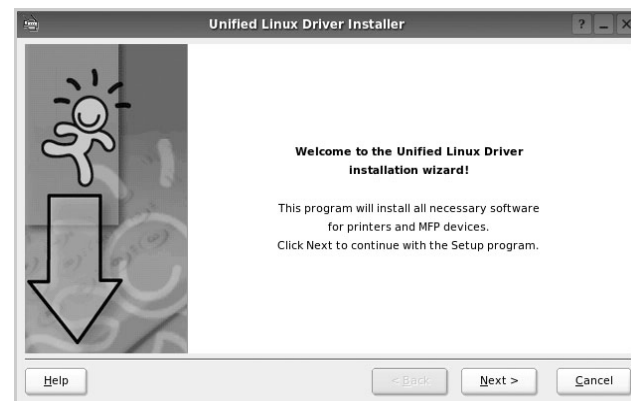 Unified Linux Driver Installer
Welcome to the Unified Linux Driver
installation wizard!
This program will install all necessary software
for printers and MFP devices.
Click Next to continue with the Setup program.
Help
< Back
Next >
Cancel